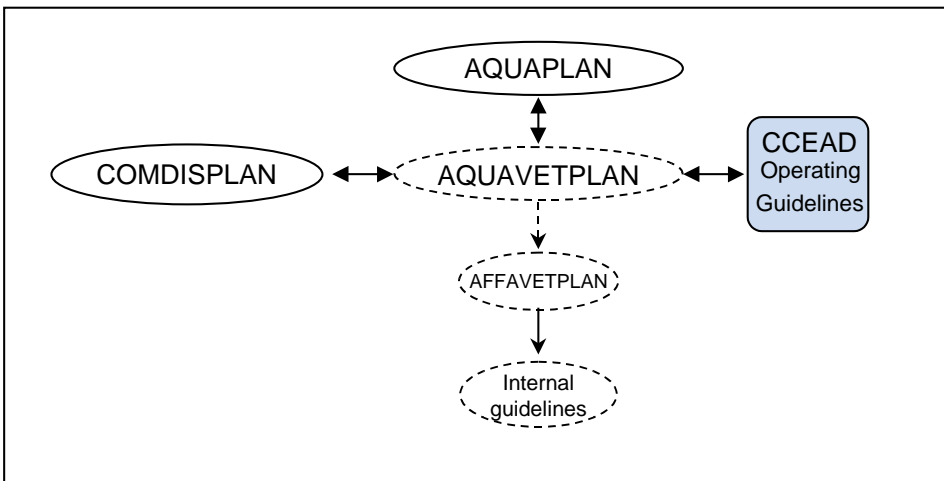 AQUAPLAN
COMDISPLAN
AQUAVETPLAN
CCEAD
Operating
Guidelines
AFFAVETPLAN
Internal
guidelines